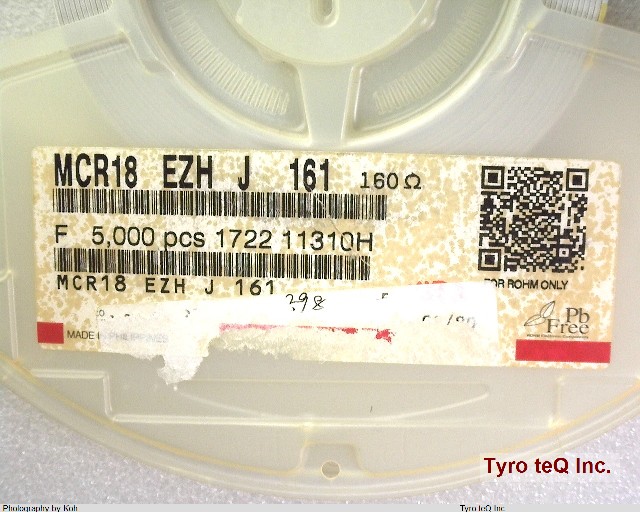 MCR18 EZH J 161 160Ω
F 5,000 pcs 1722 11310H
MCR18 EZH J 161
FOR ROHM ONLY
298
Pb
Free
MADE IN PHILIPPINES
Tyro teQ Inc.
Photography by Koh
Tyro teQ Inc